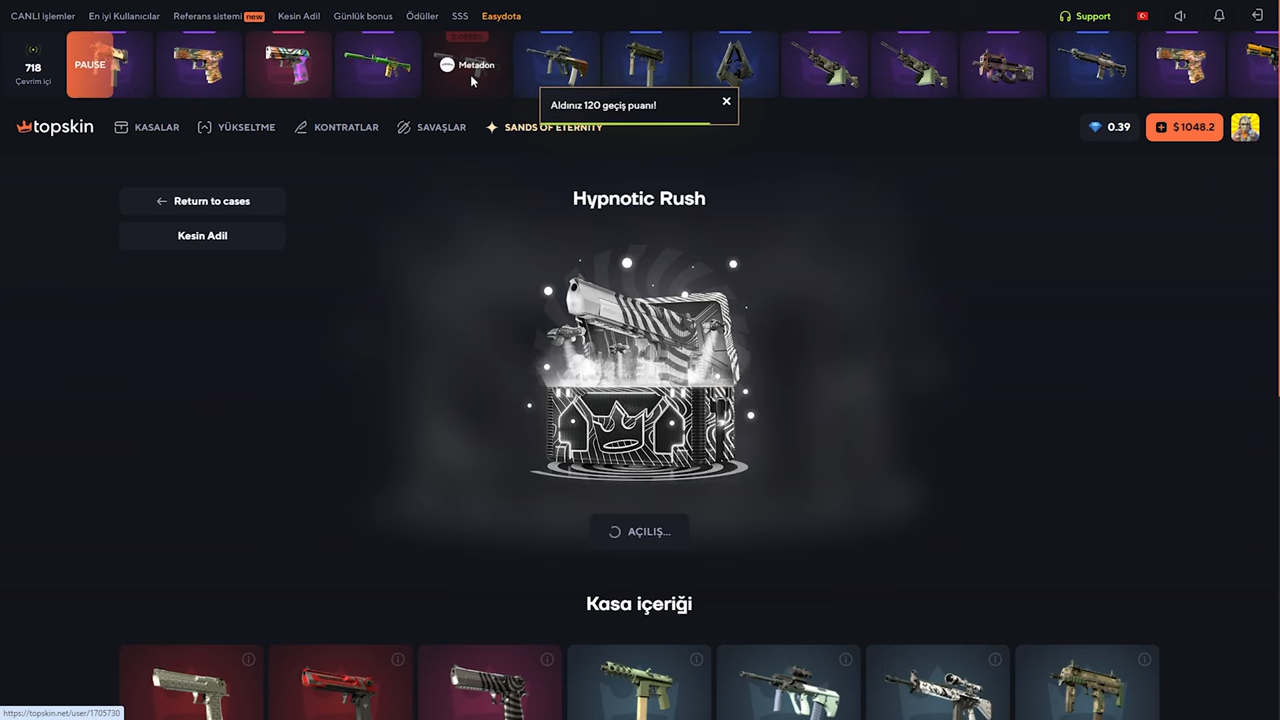 CANLI işlemler En iyi Kullanıcılar Referans sistemi new Kesin Adil Günlük bonus Ödüller SSS Easydota Support
718
Çevrim içi
PAUSE
Metadon
Aldınız 120 geçiş puanı!
topskin KASALAR YÜKSELTME KONTRATLAR SAVAŞLAR SANDS OF ETERNITY 0.39 $ 1048.2
Return to cases
Kesin Adil
Hypnotic Rush
AÇILIŞ...
Kasa içeriği
https://topskin.net/user/1705730